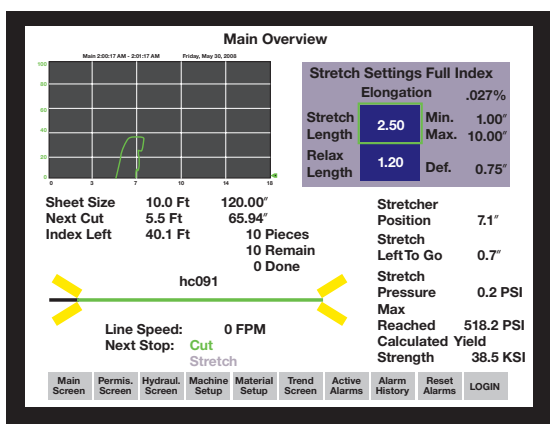 Main Overview
Main 2:00:17 AM - 2:01:17 AM Friday, May 30, 2008
100
80
60
40
20
0
0 3 7 10 14 18
Stretch Settings Full Index
Elongation .027%
Stretch Length 2.50 Min. 1.00″
Max. 10.00″
Relax Length 1.20 Def. 0.75″
Sheet Size 10.0 Ft 120.00″
Next Cut 5.5 Ft 65.94″
Index Left 40.1 Ft 10 Pieces
10 Remain
0 Done
hc091
Line Speed: 0 FPM
Next Stop: Cut
Stretch
Stretcher
Position 7.1″
Stretch
Left To Go 0.7″
Stretch
Pressure 0.2 PSI
Max
Reached 518.2 PSI
Calculated Yield
Strength 38.5 KSI
Main Screen
Permis. Screen
Hydraul. Screen
Machine Setup
Material Setup
Trend Screen
Active Alarms
Alarm History
Reset Alarms
LOGIN